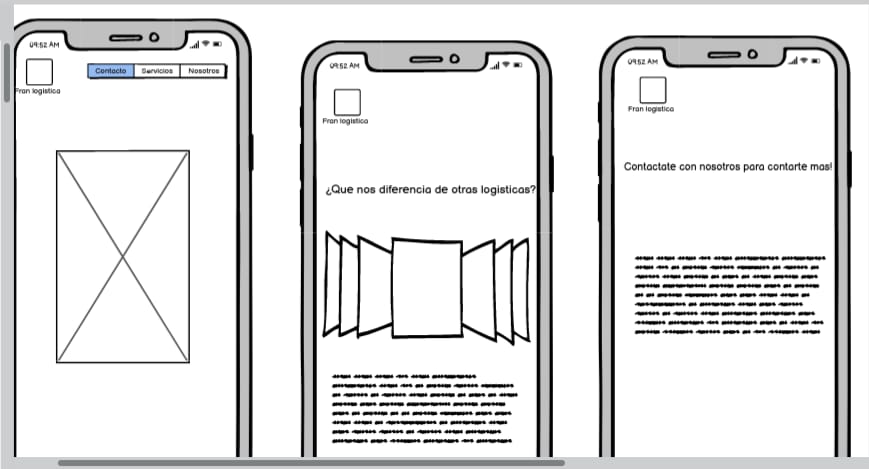 09:52 AM
Contacto Servicios Nosotros
Fran logistica
09:52 AM
Fran logistica
¿Que nos diferencia de otras logisticas?
09:52 AM
Fran logistica
Contactate con nosotros para contarte mas!